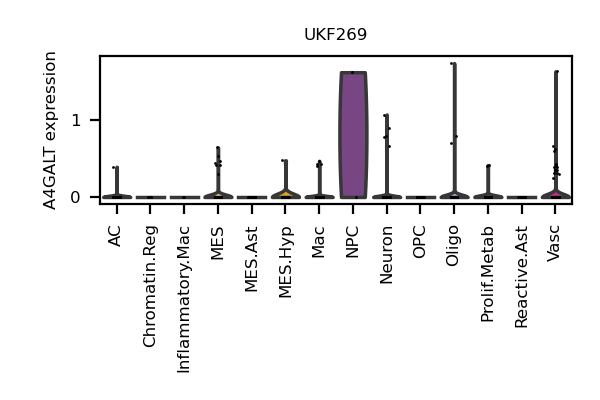 UKF269
A4GALT expression
1
0
AC
Chromatin.Reg
Inflammatory.Mac
MES
MES.Ast
MES.Hyp
Mac
NPC
Neuron
OPC
Oligo
Prolif.Metab
Reactive.Ast
Vasc